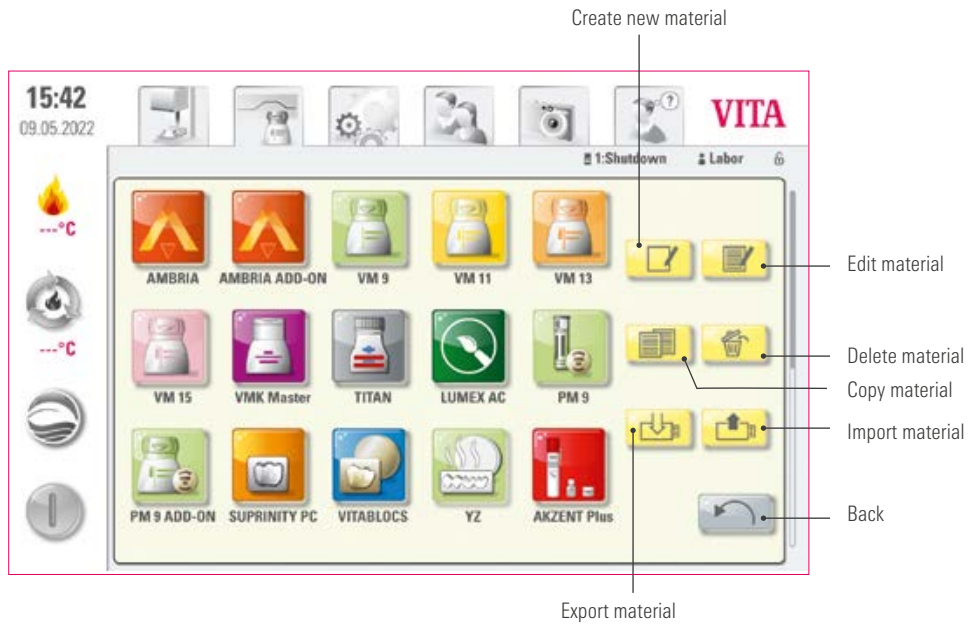 Create new material
15:42
09.05.2022
VITA
1:Shutdown
Labor
---°C
AMBRIA
AMBRIA ADD-ON
VM 9
VM 11
VM 13
Edit material
---°C
VM 15
VMK Master
TITAN
LUMEX AC
PM 9
Delete material
Copy material
Import material
PM 9 ADD-ON
SUPRINITY PC
VITABLOCS
YZ
AKZENT Plus
Back
Export material